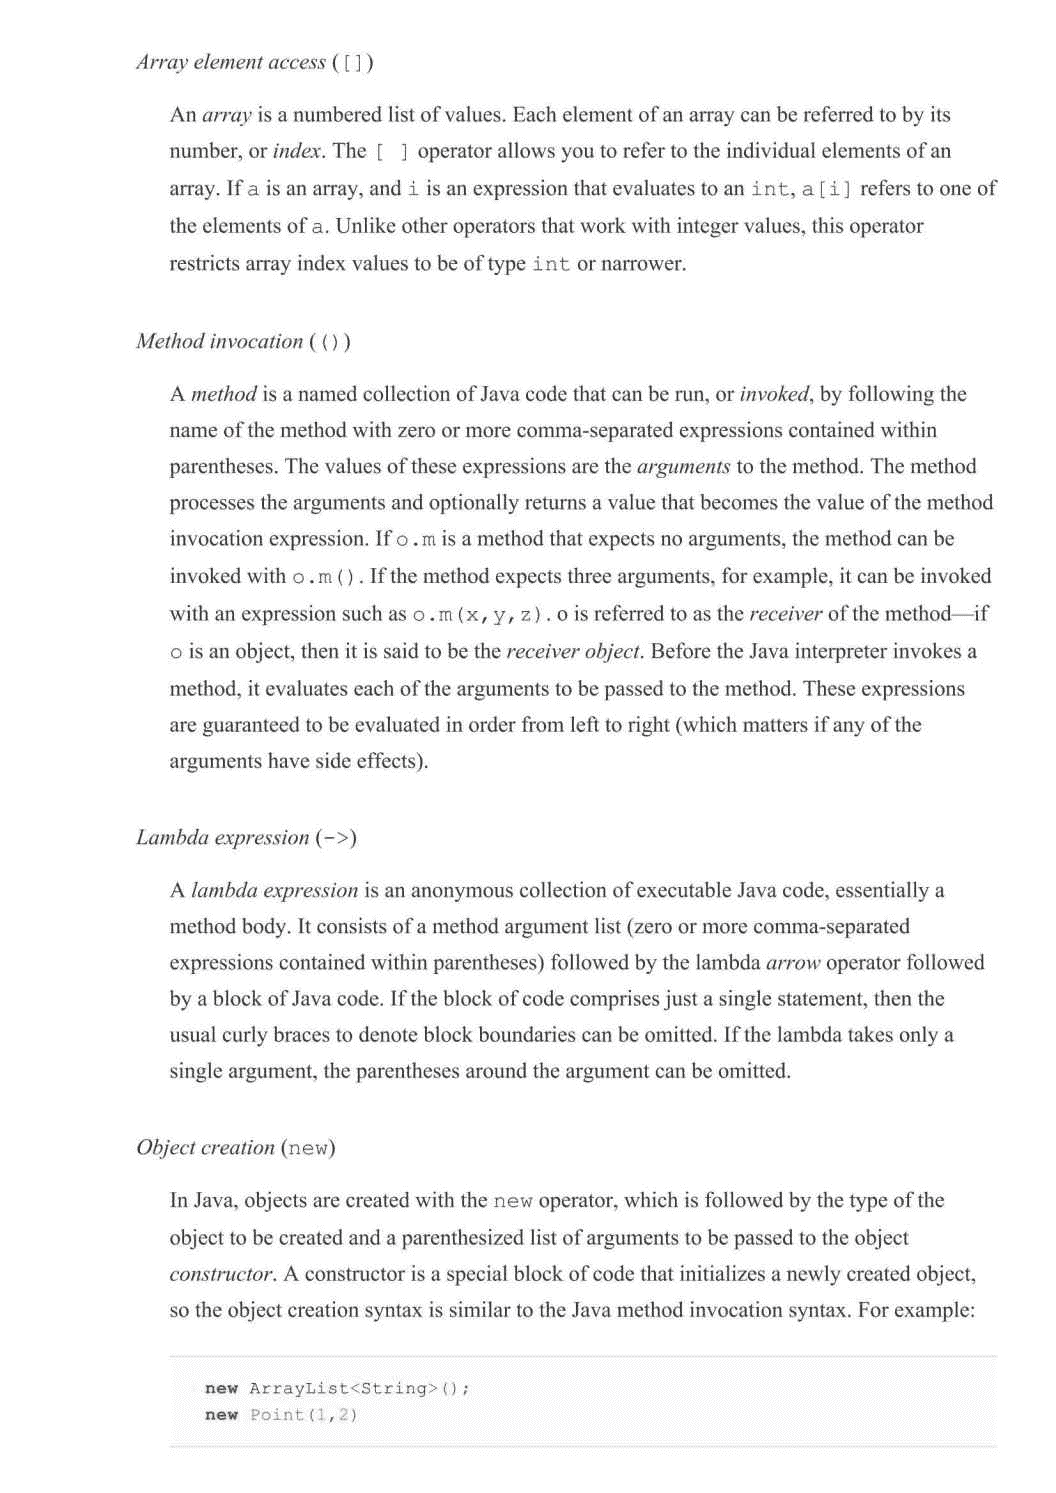 Array element access ([])
An array is a numbered list of values. Each element of an array can be referred to by its
number, or index. The [ ] operator allows you to refer to the individual elements of an
array. If a is an array, and i is an expression that evaluates to an int, a[i] refers to one of
the elements of a. Unlike other operators that work with integer values, this operator
restricts array index values to be of type int or narrower.
Method invocation (())
A method is a named collection of Java code that can be run, or invoked, by following the
name of the method with zero or more comma-separated expressions contained within
parentheses. The values of these expressions are the arguments to the method. The method
processes the arguments and optionally returns a value that becomes the value of the method
invocation expression. If o.m is a method that expects no arguments, the method can be
invoked with o.m(). If the method expects three arguments, for example, it can be invoked
with an expression such as o.m(x,y,z). o is referred to as the receiver of the method—if
o is an object, then it is said to be the receiver object. Before the Java interpreter invokes a
method, it evaluates each of the arguments to be passed to the method. These expressions
are guaranteed to be evaluated in order from left to right (which matters if any of the
arguments have side effects).
Lambda expression (->)
A lambda expression is an anonymous collection of executable Java code, essentially a
method body. It consists of a method argument list (zero or more comma-separated
expressions contained within parentheses) followed by the lambda arrow operator followed
by a block of Java code. If the block of code comprises just a single statement, then the
usual curly braces to denote block boundaries can be omitted. If the lambda takes only a
single argument, the parentheses around the argument can be omitted.
Object creation (new)
In Java, objects are created with the new operator, which is followed by the type of the
object to be created and a parenthesized list of arguments to be passed to the object
constructor. A constructor is a special block of code that initializes a newly created object,
so the object creation syntax is similar to the Java method invocation syntax. For example:
new ArrayList<String>();
new Point(1,2)